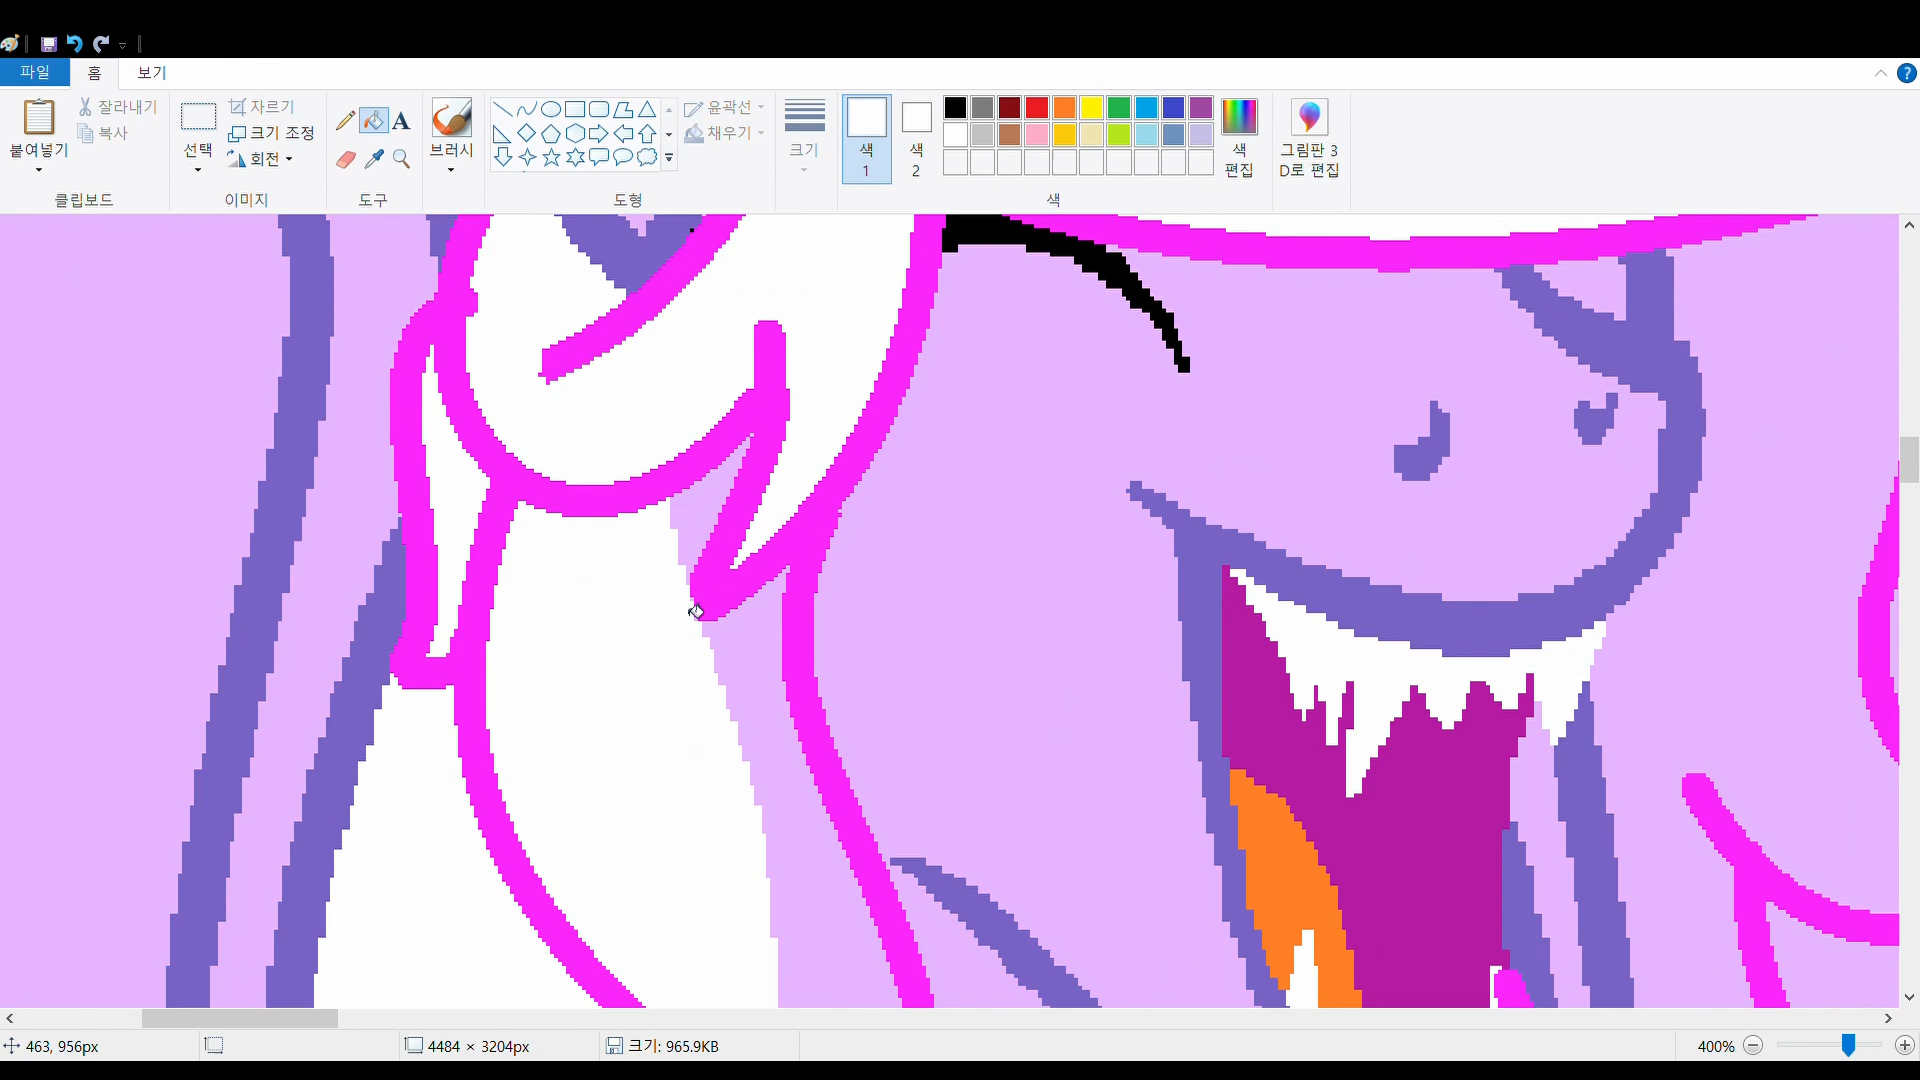 파일 홈 보기
붙여넣기
잘라내기
복사
클립보드
선택
자르기
크기 조정
회전
이미지
A
도구
브러시
윤곽선
채우기
도형
크기
색
1
색
2
색
편집
색
그림판 3
D로 편집
?
463, 956px
4484 × 3204px
크기: 965.9KB
400%